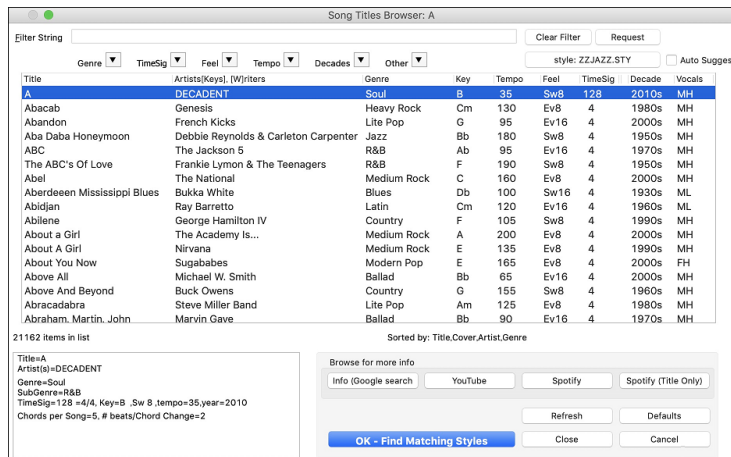 Song Titles Browser: A
Filter String Clear Filter Request
Genre ▼ TimeSig ▼ Feel ▼ Tempo ▼ Decades ▼ Other ▼ style: ZZJAZZ.STY Auto Sugges
Title Artists[Keys], [W]riters Genre Key Tempo Feel TimeSig Decade Vocals
A DECADENT Soul B 35 Sw8 128 2010s MH
Abacab Genesis Heavy Rock Cm 130 Ev8 4 1980s MH
Abandon French Kicks Lite Pop G 95 Ev16 4 2000s MH
Aba Daba Honeymoon Debbie Reynolds & Carleton Carpenter Jazz Bb 180 Sw8 4 1950s MH
ABC The Jackson 5 R&B Ab 95 Ev16 4 1970s MH
The ABC's Of Love Frankie Lymon & The Teenagers R&B F 190 Sw8 4 1950s MH
Abel The National Medium Rock C 160 Ev8 4 2000s MH
Aberdeeen Mississippi Blues Bukka White Blues Db 100 Sw16 4 1930s ML
Abidjan Ray Barretto Latin Cm 120 Ev16 4 1960s ML
Abilene George Hamilton IV Country F 105 Sw8 4 1990s MH
About a Girl The Academy Is... Medium Rock A 200 Ev8 4 2000s MH
About A Girl Nirvana Medium Rock E 135 Ev8 4 1990s MH
About You Now Sugababes Modern Pop E 165 Ev8 4 2000s FH
Above All Michael W. Smith Ballad Bb 65 Ev16 4 2000s MH
Above And Beyond Buck Owens Country G 155 Sw8 4 1960s MH
Abracadabra Steve Miller Band Lite Pop Am 125 Ev8 4 1980s MH
Abraham, Martin, John Marvin Gaye Ballad Bb 90 Ev16 4 1970s MH
21162 items in list Sorted by: Title,Cover,Artist,Genre
Title=A
Artist(s)=DECADENT
Genre=Soul
SubGenre=R&B
TimeSig=128 =4/4, Key=B ,Sw 8 ,tempo=35,year=2010
Chords per Song=5, # beats/Chord Change=2
Browse for more info
Info (Google search YouTube Spotify Spotify (Title Only)
Refresh Defaults
OK - Find Matching Styles Close Cancel